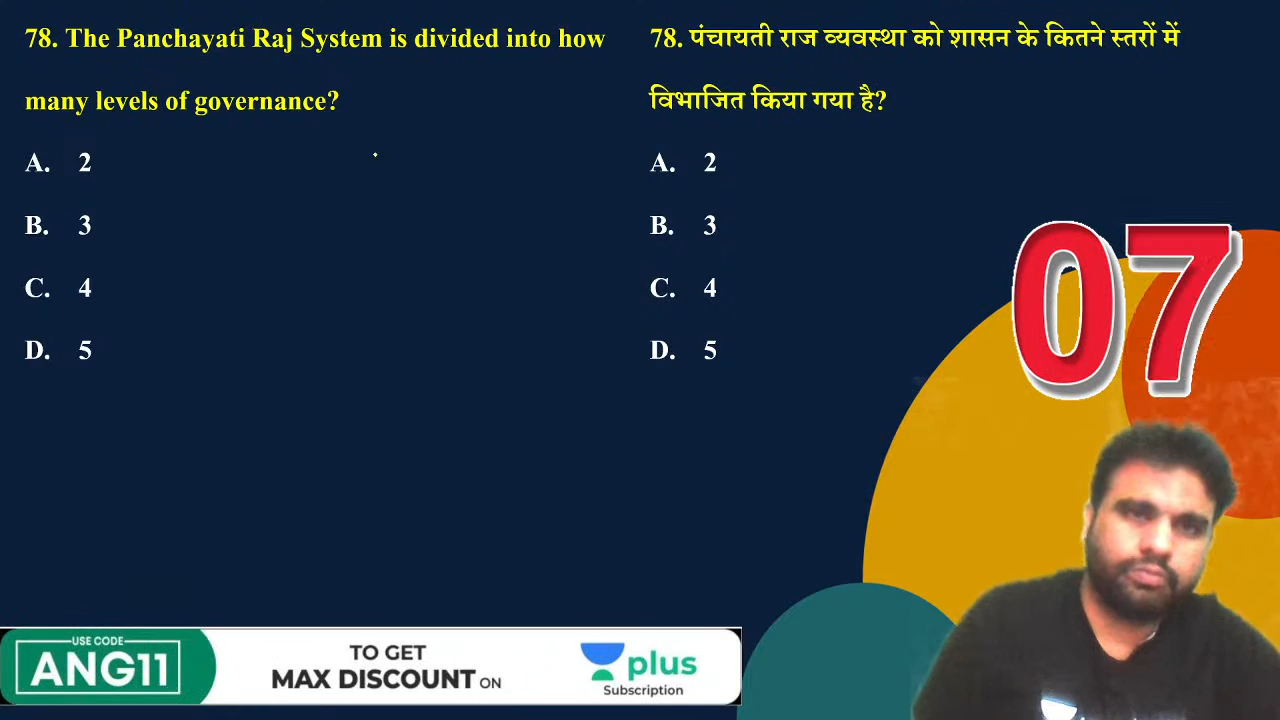 78. The Panchayati Raj System is divided into how
many levels of governance?
A. 2
B. 3
C. 4
D. 5
78. पंचायती राज व्यवस्था को शासन के कितने स्तरों में
विभाजित किया गया है?
A. 2
B. 3
C. 4
D. 5
07
USE CODE
ANG11
TO GET
MAX DISCOUNT ON
plus
Subscription